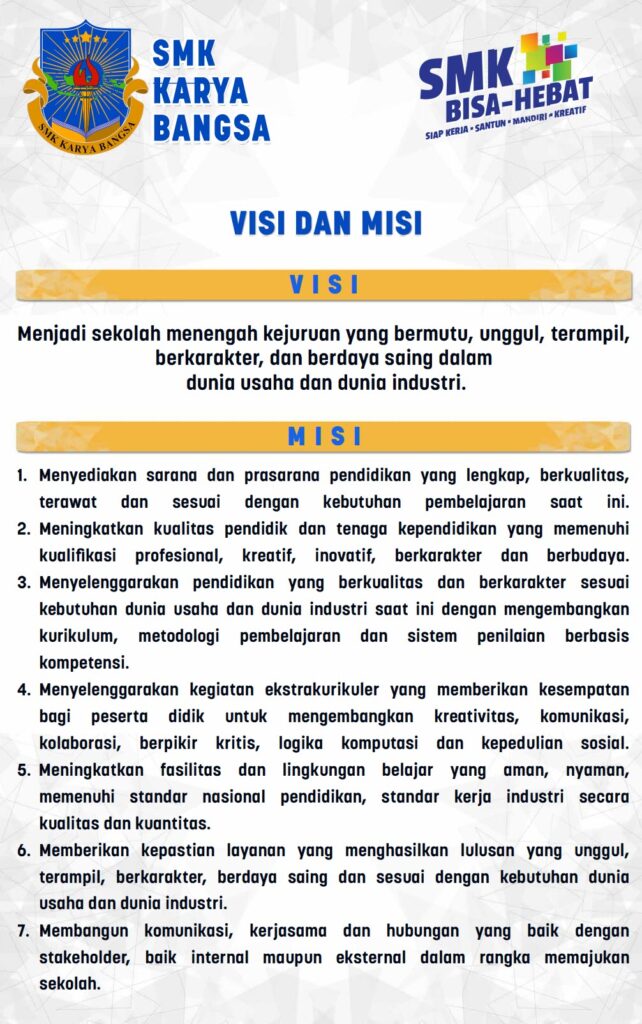 SMK
KARYA
BANGSA
SMK KARYA BANGSA
SMK
BISA-HEBAT
SIAP KERJA • SANTUN • MANDIRI • KREATIF
VISI DAN MISI
VISI
Menjadi sekolah menengah kejuruan yang bermutu, unggul, terampil,
berkarakter, dan berdaya saing dalam
dunia usaha dan dunia industri.
MISI
1. Menyediakan sarana dan prasarana pendidikan yang lengkap, berkualitas,
terawat dan sesuai dengan kebutuhan pembelajaran saat ini.
2. Meningkatkan kualitas pendidik dan tenaga kependidikan yang memenuhi
kualifikasi profesional, kreatif, inovatif, berkarakter dan berbudaya.
3. Menyelenggarakan pendidikan yang berkualitas dan berkarakter sesuai
kebutuhan dunia usaha dan dunia industri saat ini dengan mengembangkan
kurikulum, metodologi pembelajaran dan sistem penilaian berbasis
kompetensi.
4. Menyelenggarakan kegiatan ekstrakurikuler yang memberikan kesempatan
bagi peserta didik untuk mengembangkan kreativitas, komunikasi,
kolaborasi, berpikir kritis, logika komputasi dan kepedulian sosial.
5. Meningkatkan fasilitas dan lingkungan belajar yang aman, nyaman,
memenuhi standar nasional pendidikan, standar kerja industri secara
kualitas dan kuantitas.
6. Memberikan kepastian layanan yang menghasilkan lulusan yang unggul,
terampil, berkarakter, berdaya saing dan sesuai dengan kebutuhan dunia
usaha dan dunia industri.
7. Membangun komunikasi, kerjasama dan hubungan yang baik dengan
stakeholder, baik internal maupun eksternal dalam rangka memajukan
sekolah.